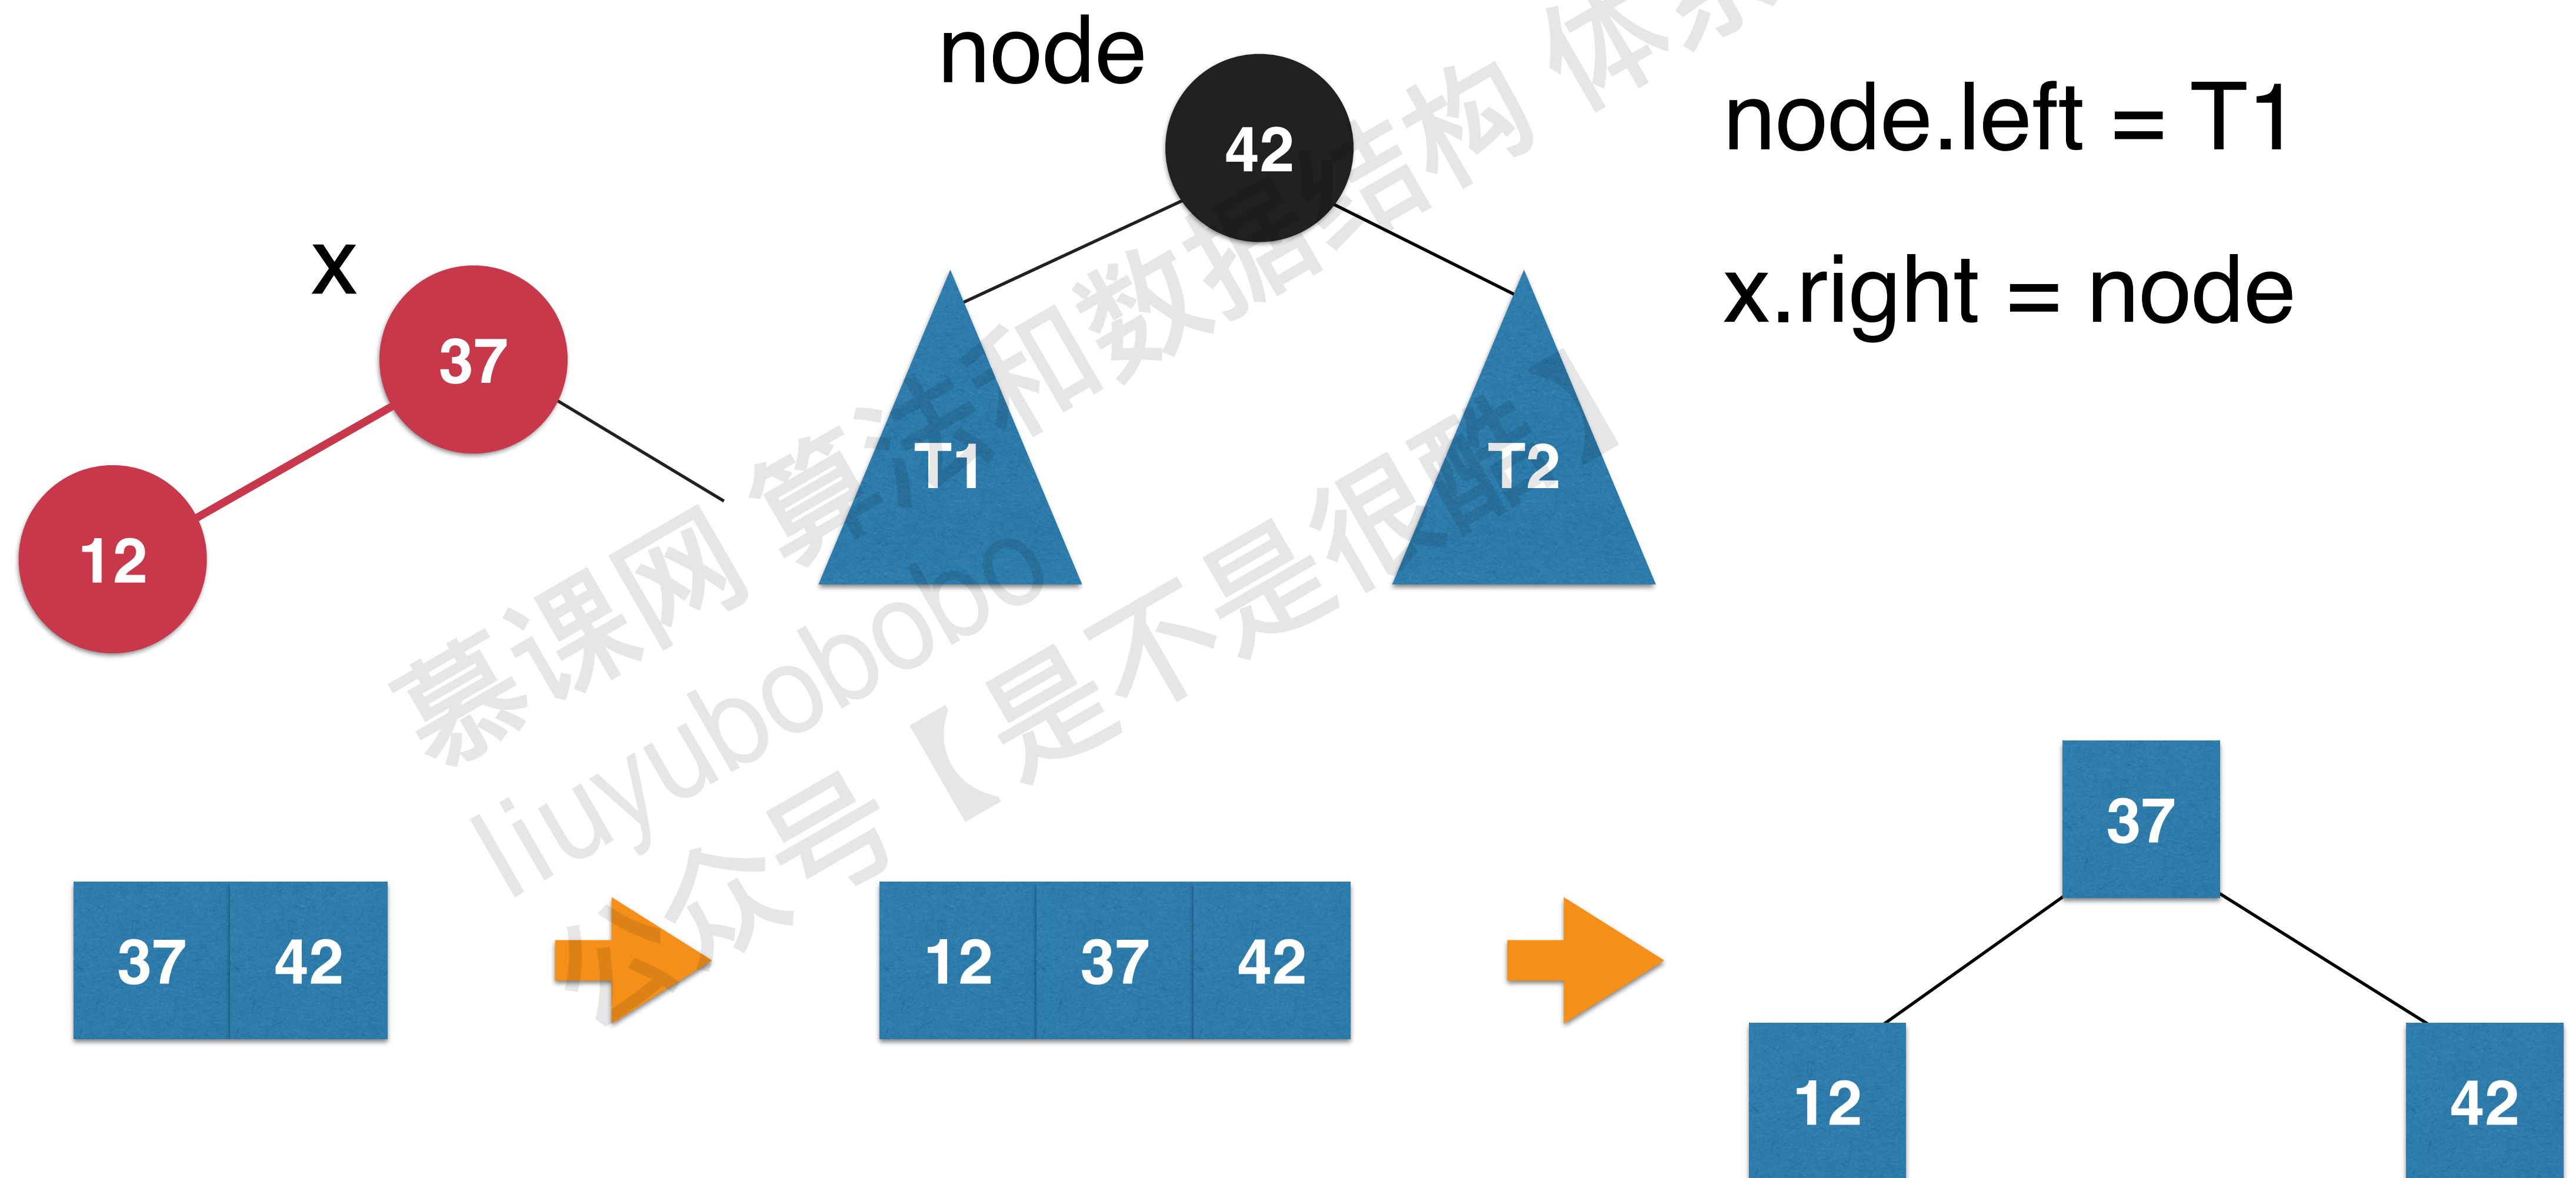 node
42
node.left = T1
x
37
x.right = node
12
T1
T2
慕课网 算法和数据结构 体系
liuyubobobo
公众号【是不是很酷】
37 42
12 37 42
37
12
42